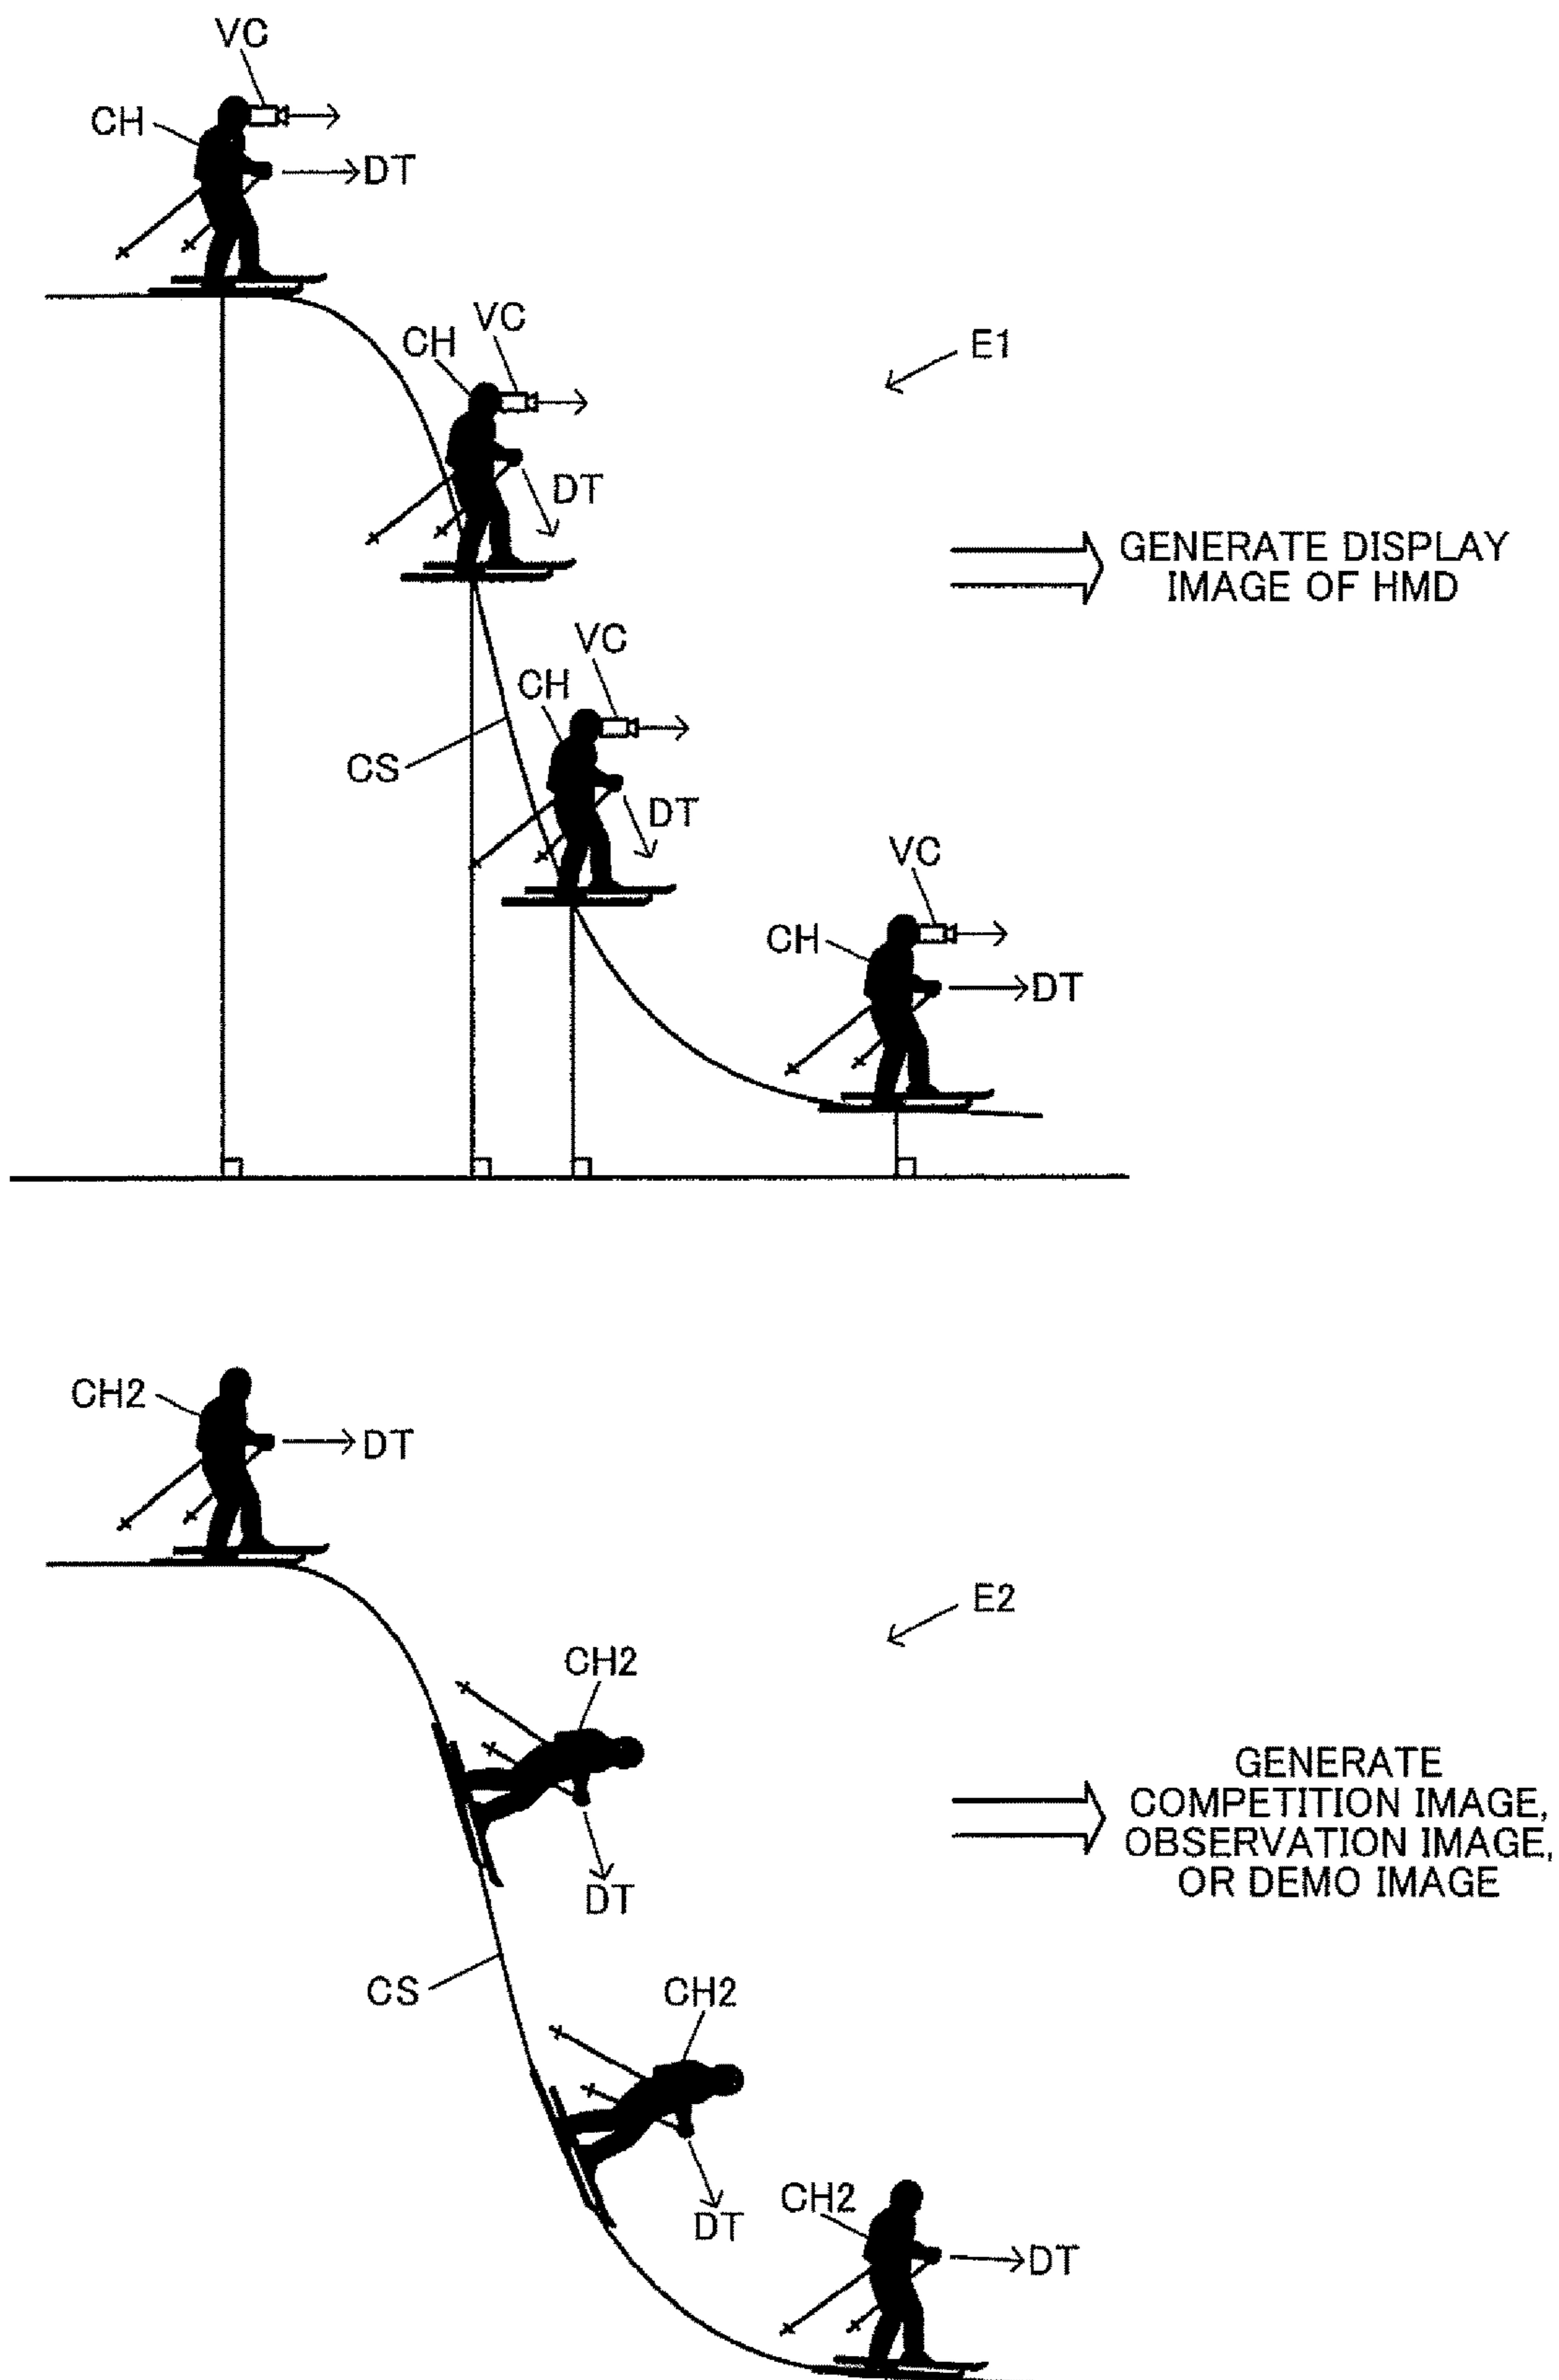 VC
CH
DT
VC
CH
E1
DT
GENERATE DISPLAY
IMAGE OF HMD
VC
CH
CS
DT
VC
CH
DT
CH2
DT
E2
CH2
GENERATE
COMPETITION IMAGE,
OBSERVATION IMAGE,
OR DEMO IMAGE
DT
CS
CH2
CH2
DT
DT